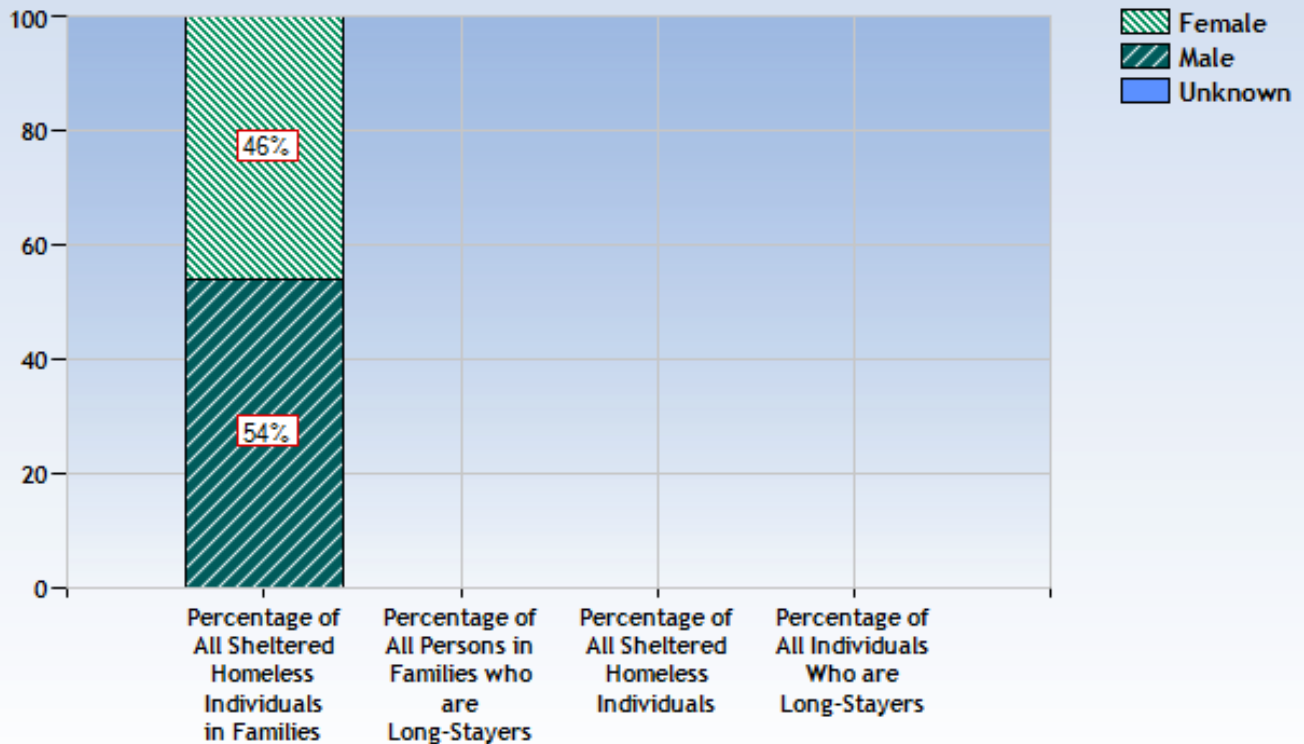 100
80
60
40
20
0
46%
54%
Female
Male
Unknown
Percentage of
All Sheltered
Homeless
Individuals
in Families
Percentage of
All Persons in
Families who
are
Long-Stayers
Percentage of
All Sheltered
Homeless
Individuals
Percentage of
All Individuals
Who are
Long-Stayers